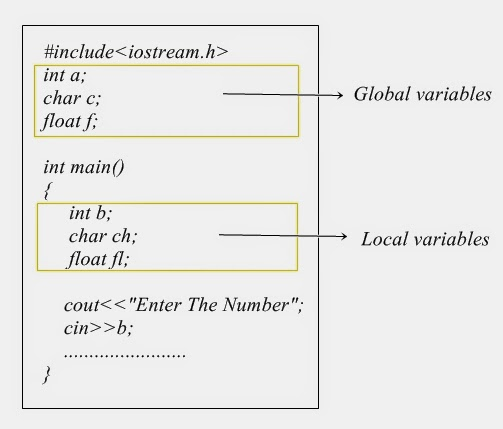 #include<iostream.h>
int a;
char c;
float f;
Global variables
int main()
{
int b;
char ch;
float fl;
Local variables
cout<<"Enter The Number";
cin>>b;
........................
}